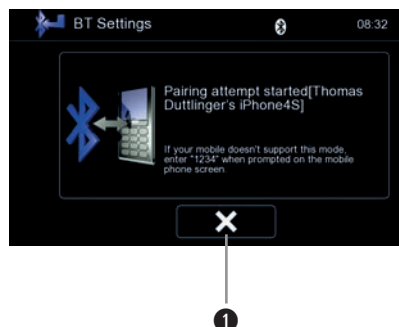 BT Settings
08:32
Pairing attempt started[Thomas
Duttlinger's iPhone4S]
If your mobile doesn't support this mode,
enter "1234" when prompted on the mobile
phone screen.
1